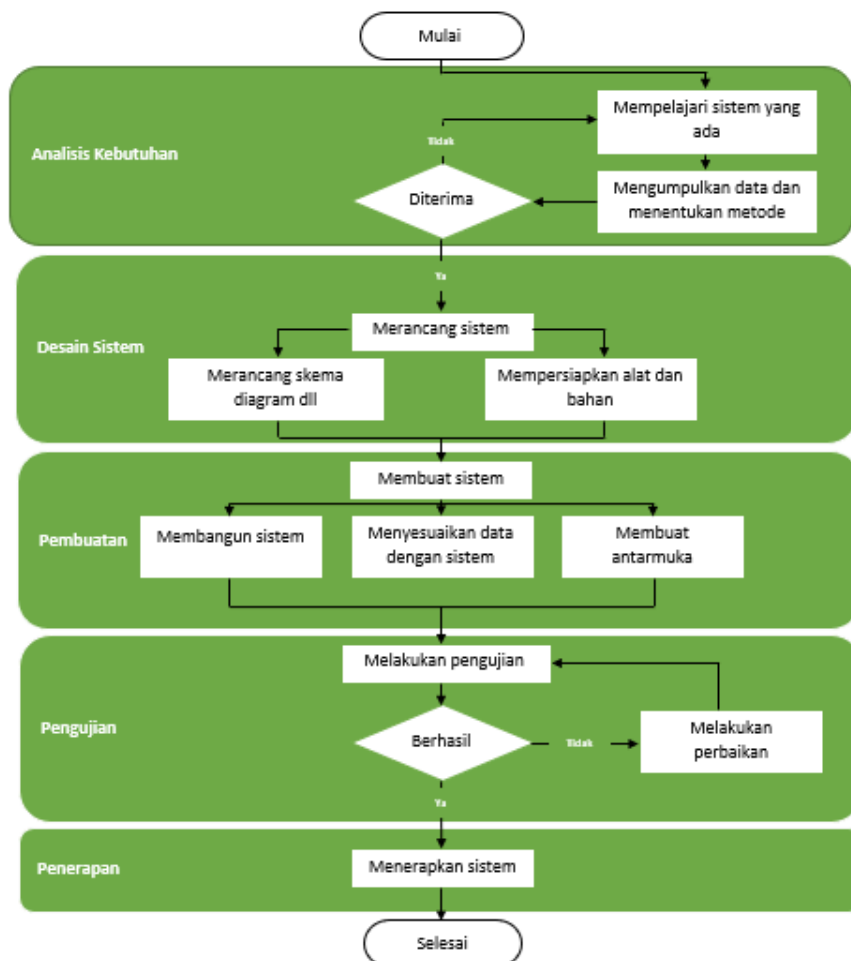 Mulai
Analisis Kebutuhan
Mempelajari sistem yang
ada
Tidak
Mengumpulkan data dan
menentukan metode
Diterima
Ya
Desain Sistem
Merancang sistem
Merancang skema
diagram dll
Mempersiapkan alat dan
bahan
Pembuatan
Membuat sistem
Membangun sistem
Menyesuaikan data
dengan sistem
Membuat
antarmuka
Pengujian
Melakukan pengujian
Berhasil
Tidak
Melakukan
perbaikan
Ya
Penerapan
Menerapkan sistem
Selesai